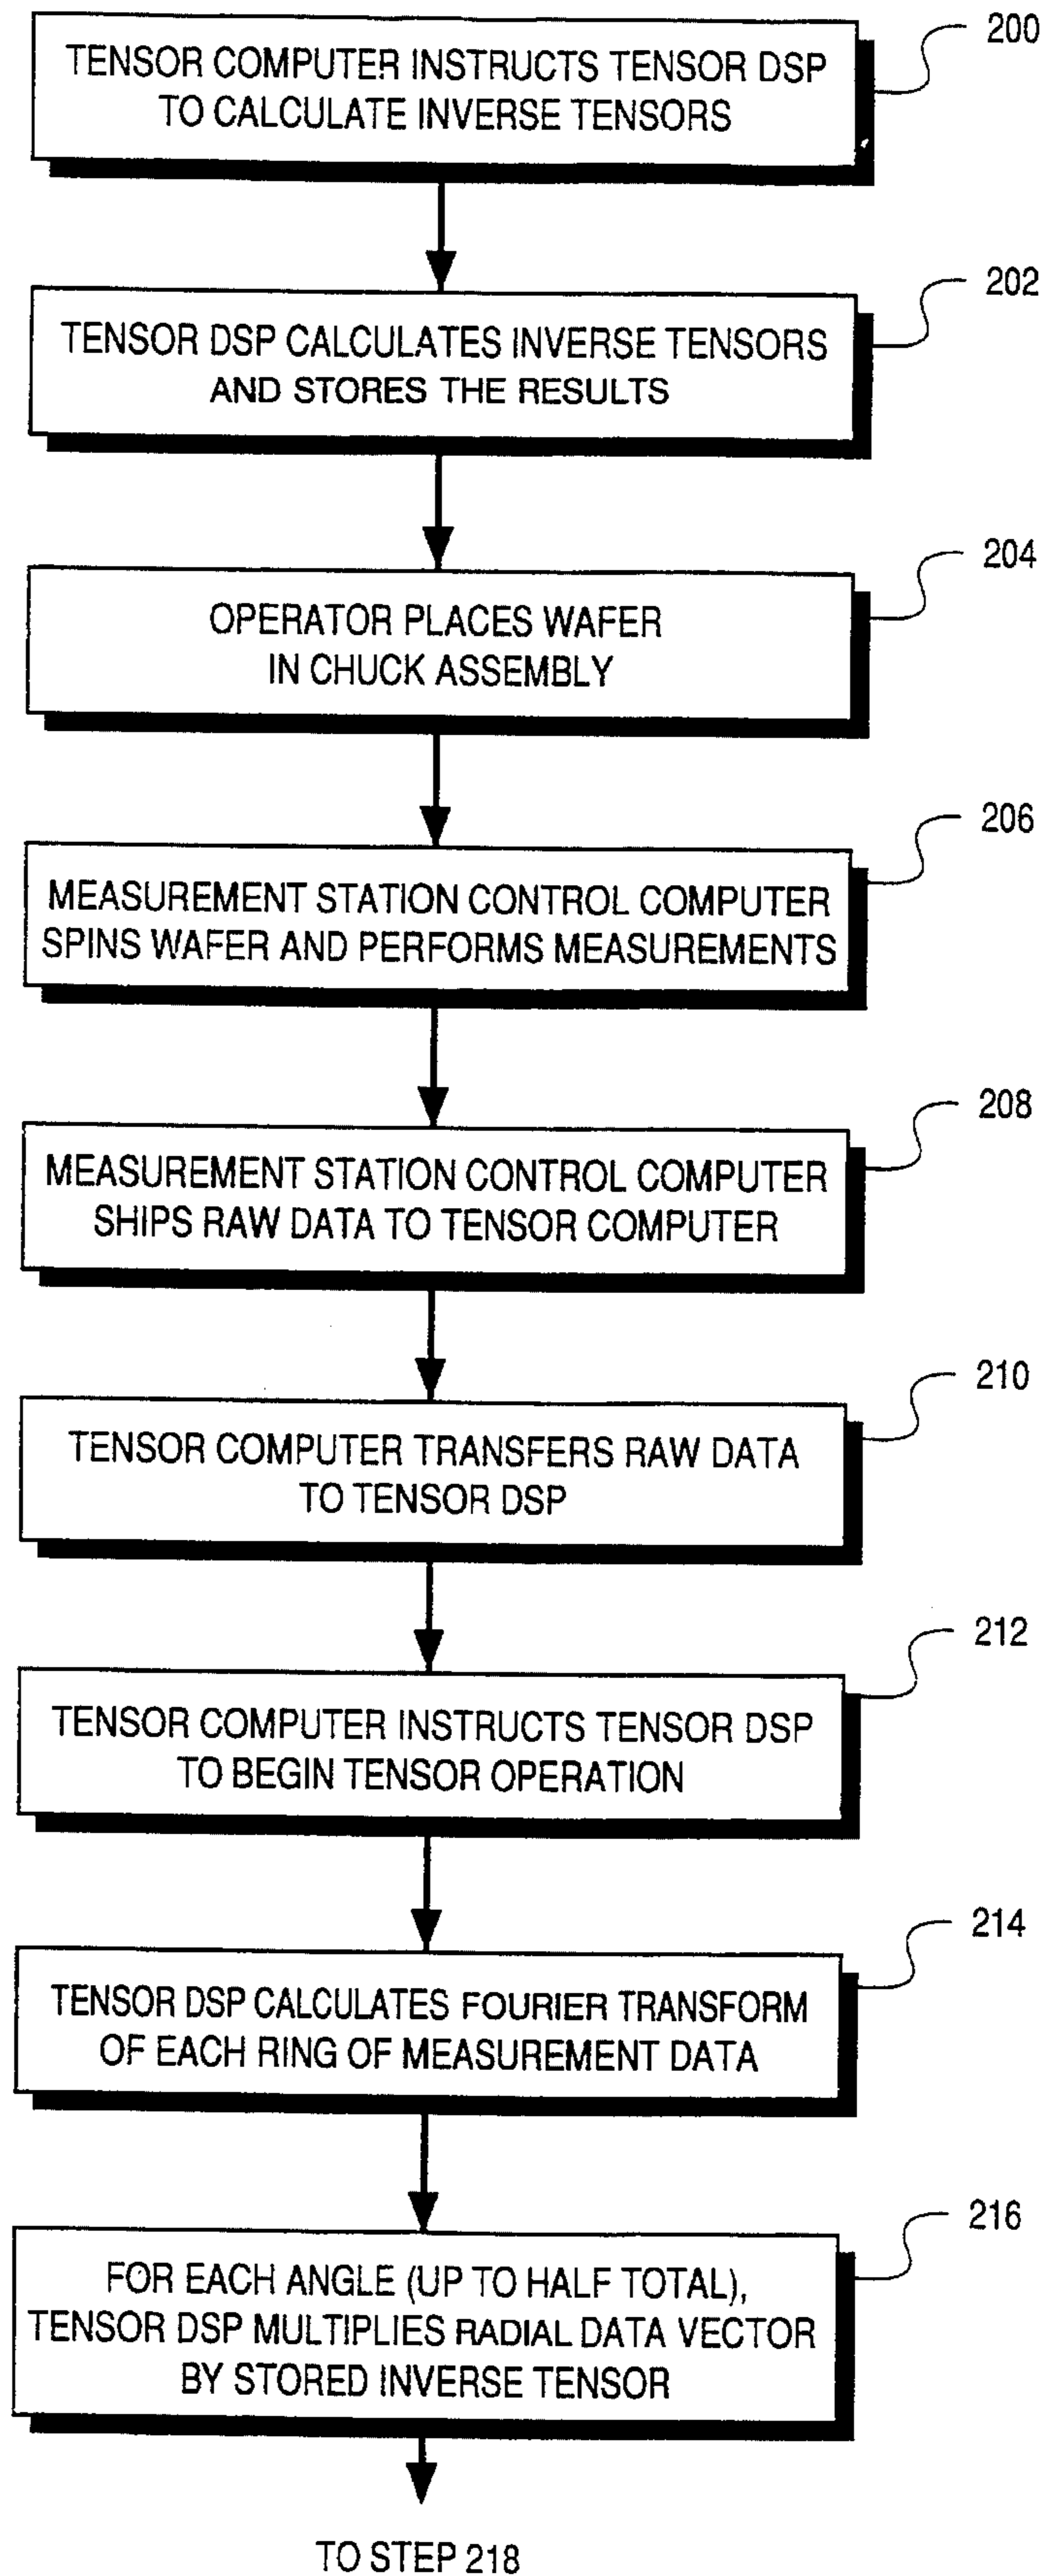 200
TENSOR COMPUTER INSTRUCTS TENSOR DSP
TO CALCULATE INVERSE TENSORS
202
TENSOR DSP CALCULATES INVERSE TENSORS
AND STORES THE RESULTS
204
OPERATOR PLACES WAFER
IN CHUCK ASSEMBLY
206
MEASUREMENT STATION CONTROL COMPUTER
SPINS WAFER AND PERFORMS MEASUREMENTS
208
MEASUREMENT STATION CONTROL COMPUTER
SHIPS RAW DATA TO TENSOR COMPUTER
210
TENSOR COMPUTER TRANSFERS RAW DATA
TO TENSOR DSP
212
TENSOR COMPUTER INSTRUCTS TENSOR DSP
TO BEGIN TENSOR OPERATION
214
TENSOR DSP CALCULATES FOURIER TRANSFORM
OF EACH RING OF MEASUREMENT DATA
216
FOR EACH ANGLE (UP TO HALF TOTAL),
TENSOR DSP MULTIPLIES RADIAL DATA VECTOR
BY STORED INVERSE TENSOR
TO STEP 218